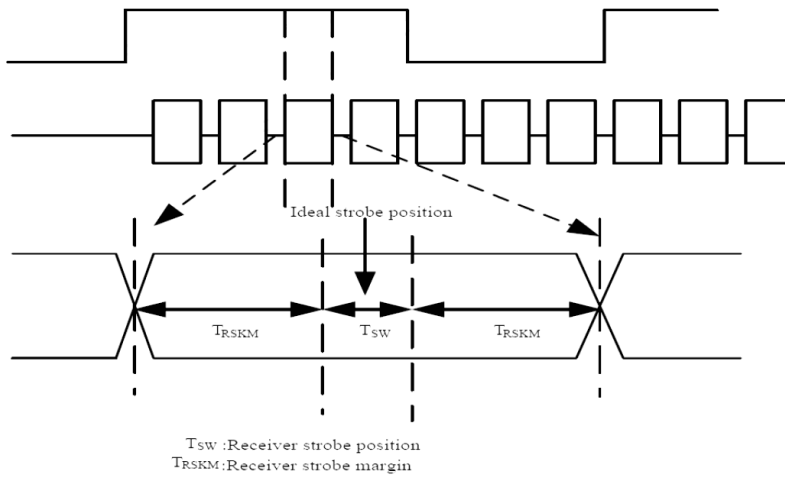 Ideal strobe position
TRSKM
TSW
TRSKM
TSW :Receiver strobe position
TRSKM:Receiver strobe margin